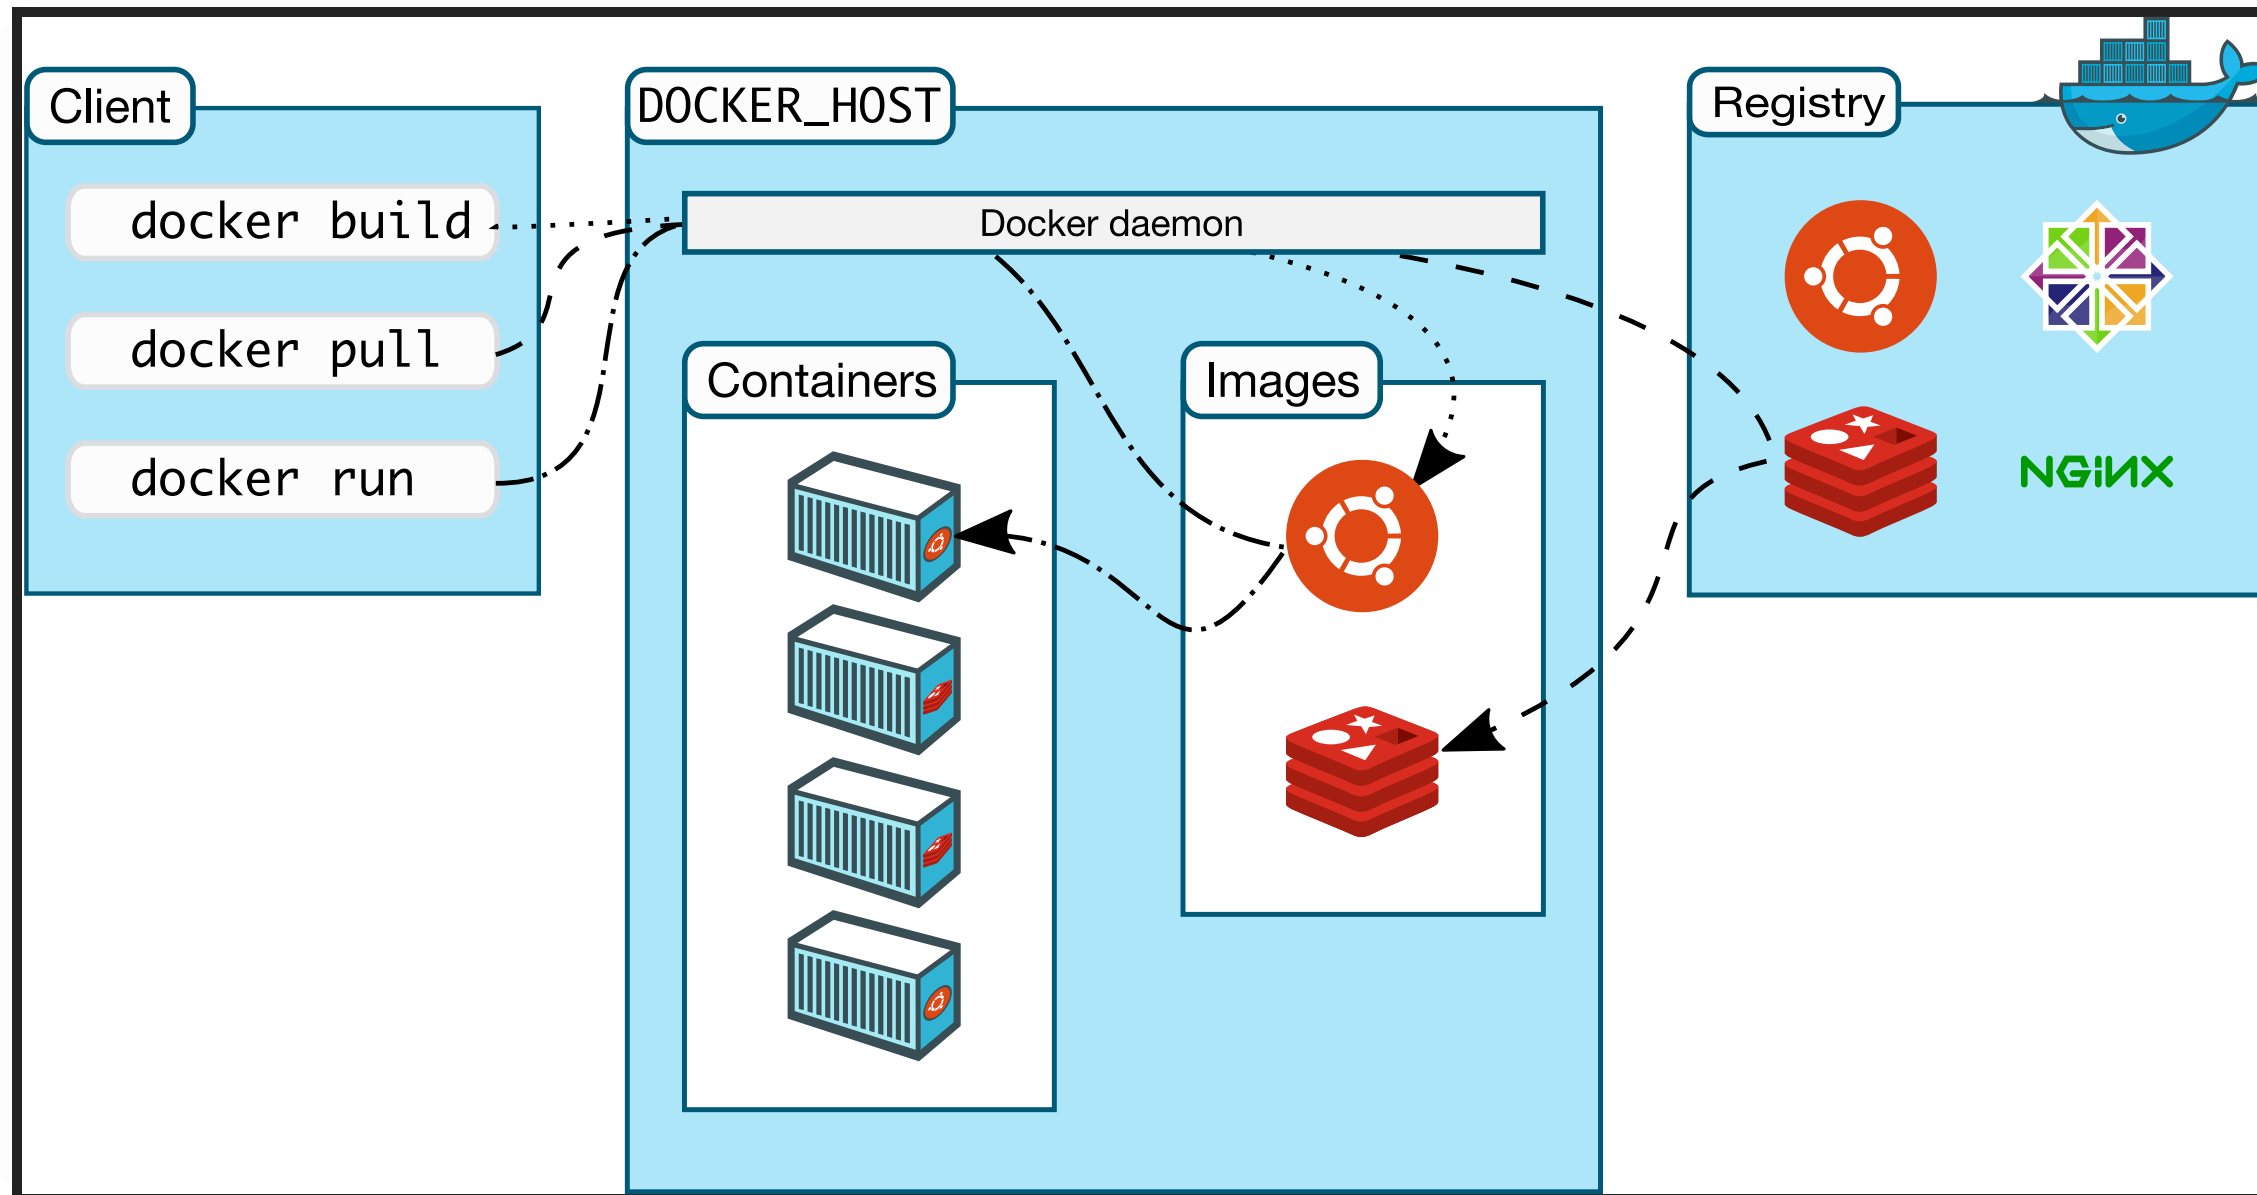 Client
docker build
docker pull
docker run
DOCKER_HOST
Docker daemon
Containers
Images
Registry
NGiNX